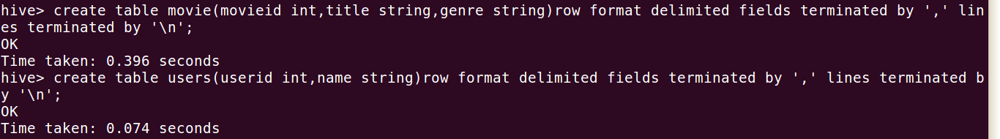 hive> create table movie(movieid int,title string,genre string)row format delimited fields terminated by ',' lin
es terminated by '\n';
OK
Time taken: 0.396 seconds
hive> create table users(userid int,name string)row format delimited fields terminated by ',' lines terminated b
y '\n';
OK
Time taken: 0.074 seconds